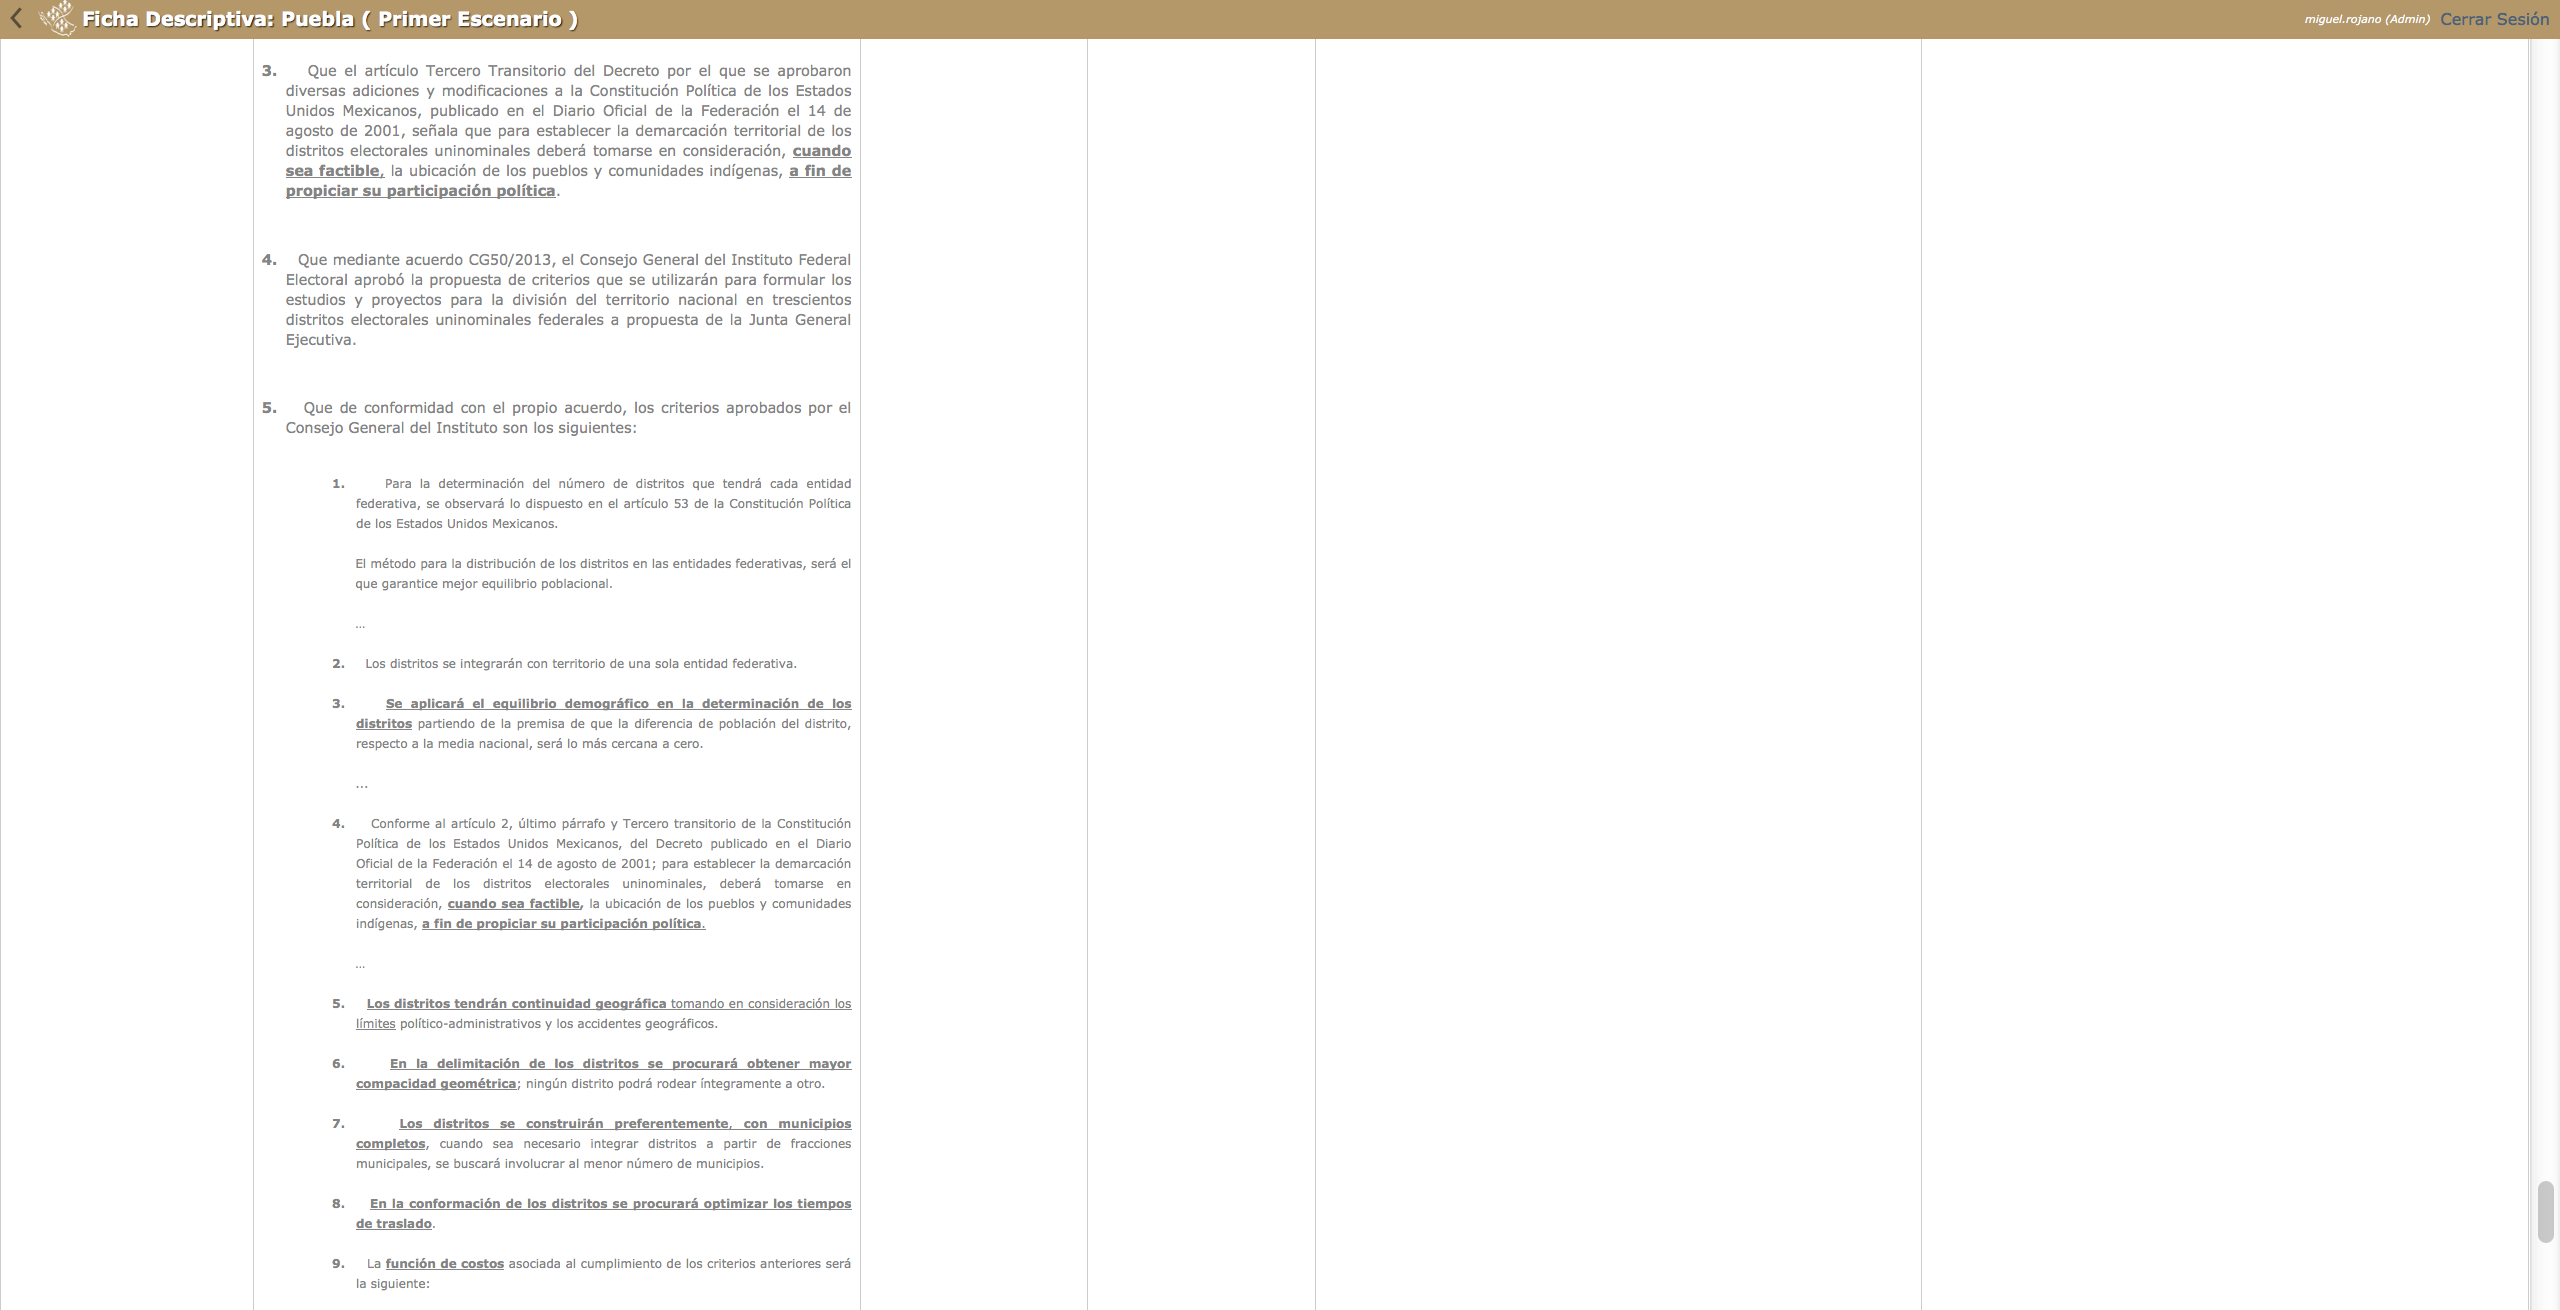 Ficha Descriptiva: Puebla ( Primer Escenario )
miguel.rojano (Admin) Cerrar Sesión
3. Que el artículo Tercero Transitorio del Decreto por el que se aprobaron
diversas adiciones y modificaciones a la Constitución Política de los Estados
Unidos Mexicanos, publicado en el Diario Oficial de la Federación el 14 de
agosto de 2001, señala que para establecer la demarcación territorial de los
distritos electorales uninominales deberá tomarse en consideración, cuando
sea factible, la ubicación de los pueblos y comunidades indígenas, a fin de
propiciar su participación política.
4. Que mediante acuerdo CG50/2013, el Consejo General del Instituto Federal
Electoral aprobó la propuesta de criterios que se utilizarán para formular los
estudios y proyectos para la división del territorio nacional en trescientos
distritos electorales uninominales federales a propuesta de la Junta General
Ejecutiva.
5. Que de conformidad con el propio acuerdo, los criterios aprobados por el
Consejo General del Instituto son los siguientes:
1. Para la determinación del número de distritos que tendrá cada entidad
federativa, se observará lo dispuesto en el artículo 53 de la Constitución Política
de los Estados Unidos Mexicanos.
El método para la distribución de los distritos en las entidades federativas, será el
que garantice mejor equilibrio poblacional.
...
2. Los distritos se integrarán con territorio de una sola entidad federativa.
3. Se aplicará el equilibrio demográfico en la determinación de los
distritos partiendo de la premisa de que la diferencia de población del distrito,
respecto a la media nacional, será lo más cercana a cero.
...
4. Conforme al artículo 2, último párrafo y Tercero transitorio de la Constitución
Política de los Estados Unidos Mexicanos, del Decreto publicado en el Diario
Oficial de la Federación el 14 de agosto de 2001; para establecer la demarcación
territorial de los distritos electorales uninominales, deberá tomarse en
consideración, cuando sea factible, la ubicación de los pueblos y comunidades
indígenas, a fin de propiciar su participación política.
...
5. Los distritos tendrán continuidad geográfica tomando en consideración los
límites político-administrativos y los accidentes geográficos.
6. En la delimitación de los distritos se procurará obtener mayor
compacidad geométrica; ningún distrito podrá rodear íntegramente a otro.
7. Los distritos se construirán preferentemente, con municipios
completos, cuando sea necesario integrar distritos a partir de fracciones
municipales, se buscará involucrar al menor número de municipios.
8. En la conformación de los distritos se procurará optimizar los tiempos
de traslado.
9. La función de costos asociada al cumplimiento de los criterios anteriores será
la siguiente: